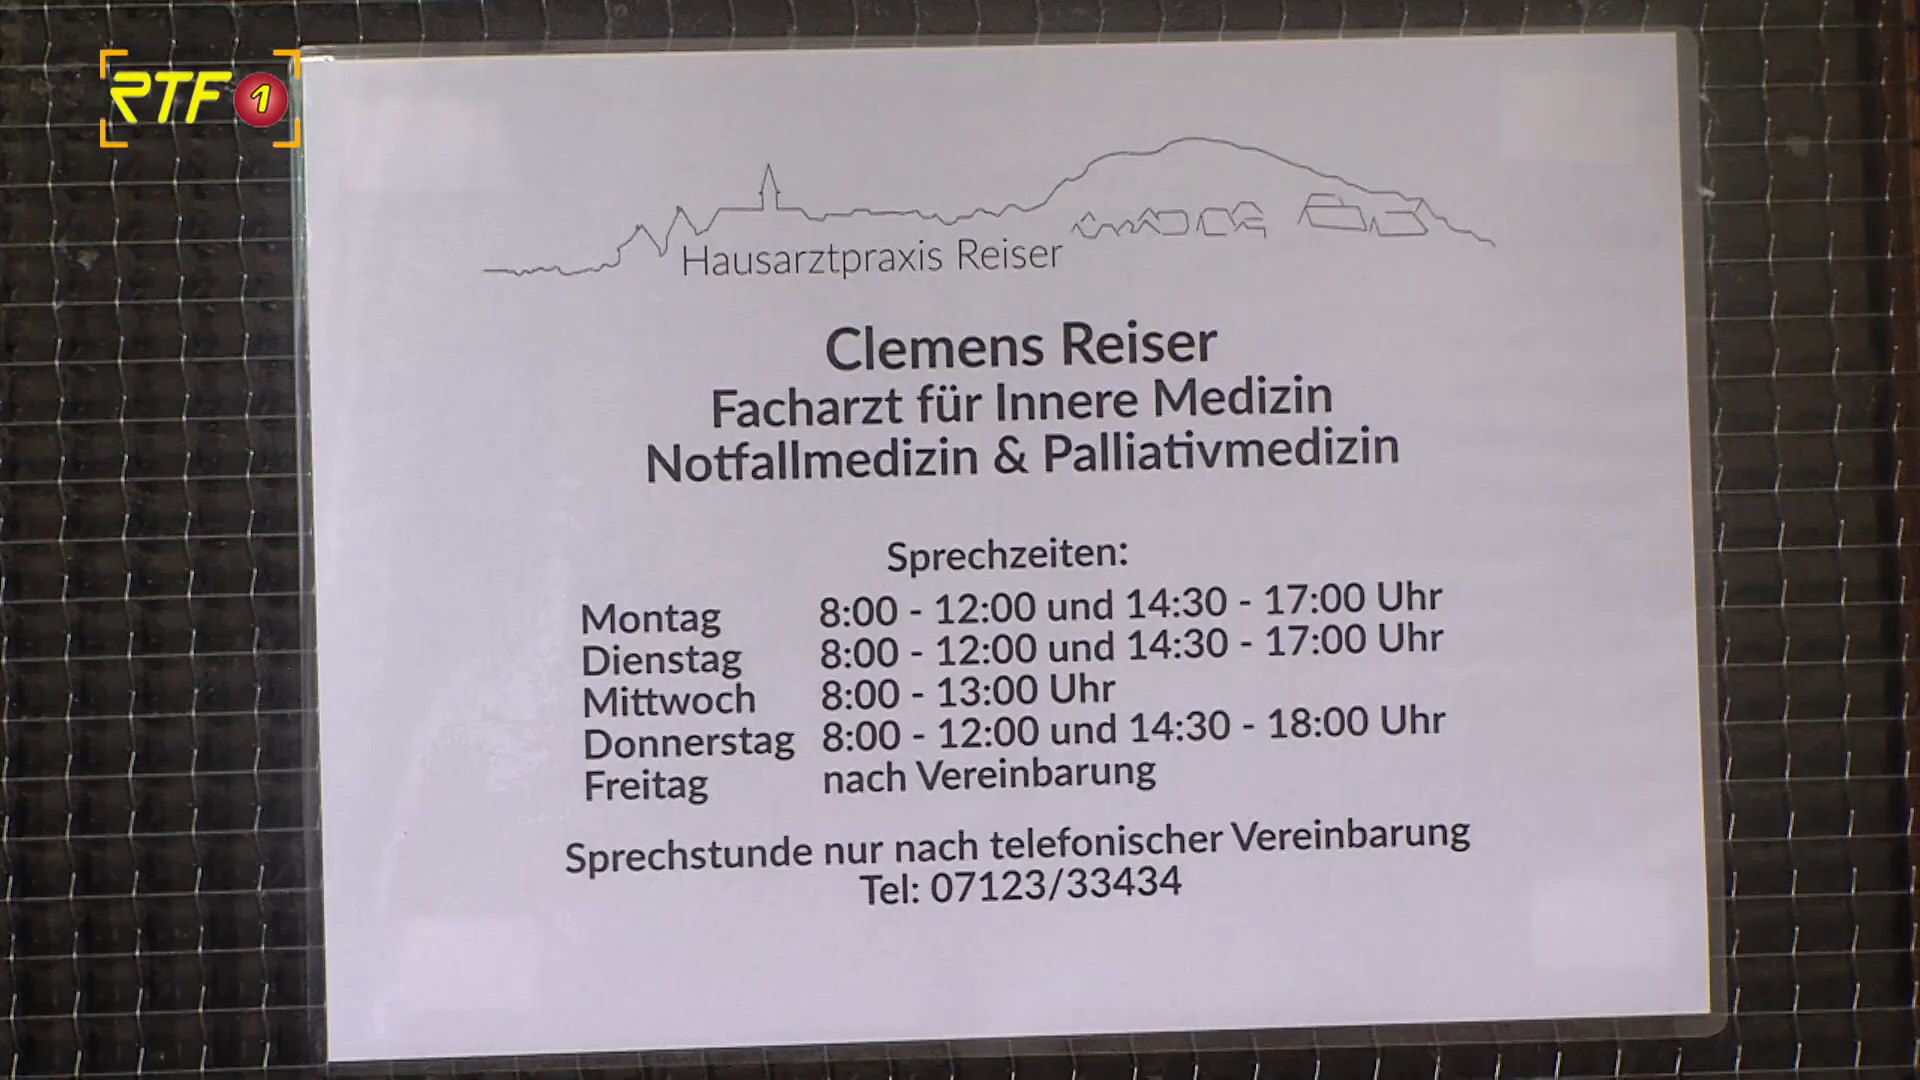 RTF 1
Hausarztpraxis Reiser
Clemens Reiser
Facharzt für Innere Medizin
Notfallmedizin & Palliativmedizin
Sprechzeiten:
Montag 8:00 - 12:00 und 14:30 - 17:00 Uhr
Dienstag 8:00 - 12:00 und 14:30 - 17:00 Uhr
Mittwoch 8:00 - 13:00 Uhr
Donnerstag 8:00 - 12:00 und 14:30 - 18:00 Uhr
Freitag nach Vereinbarung
Sprechstunde nur nach telefonischer Vereinbarung
Tel: 07123/33434